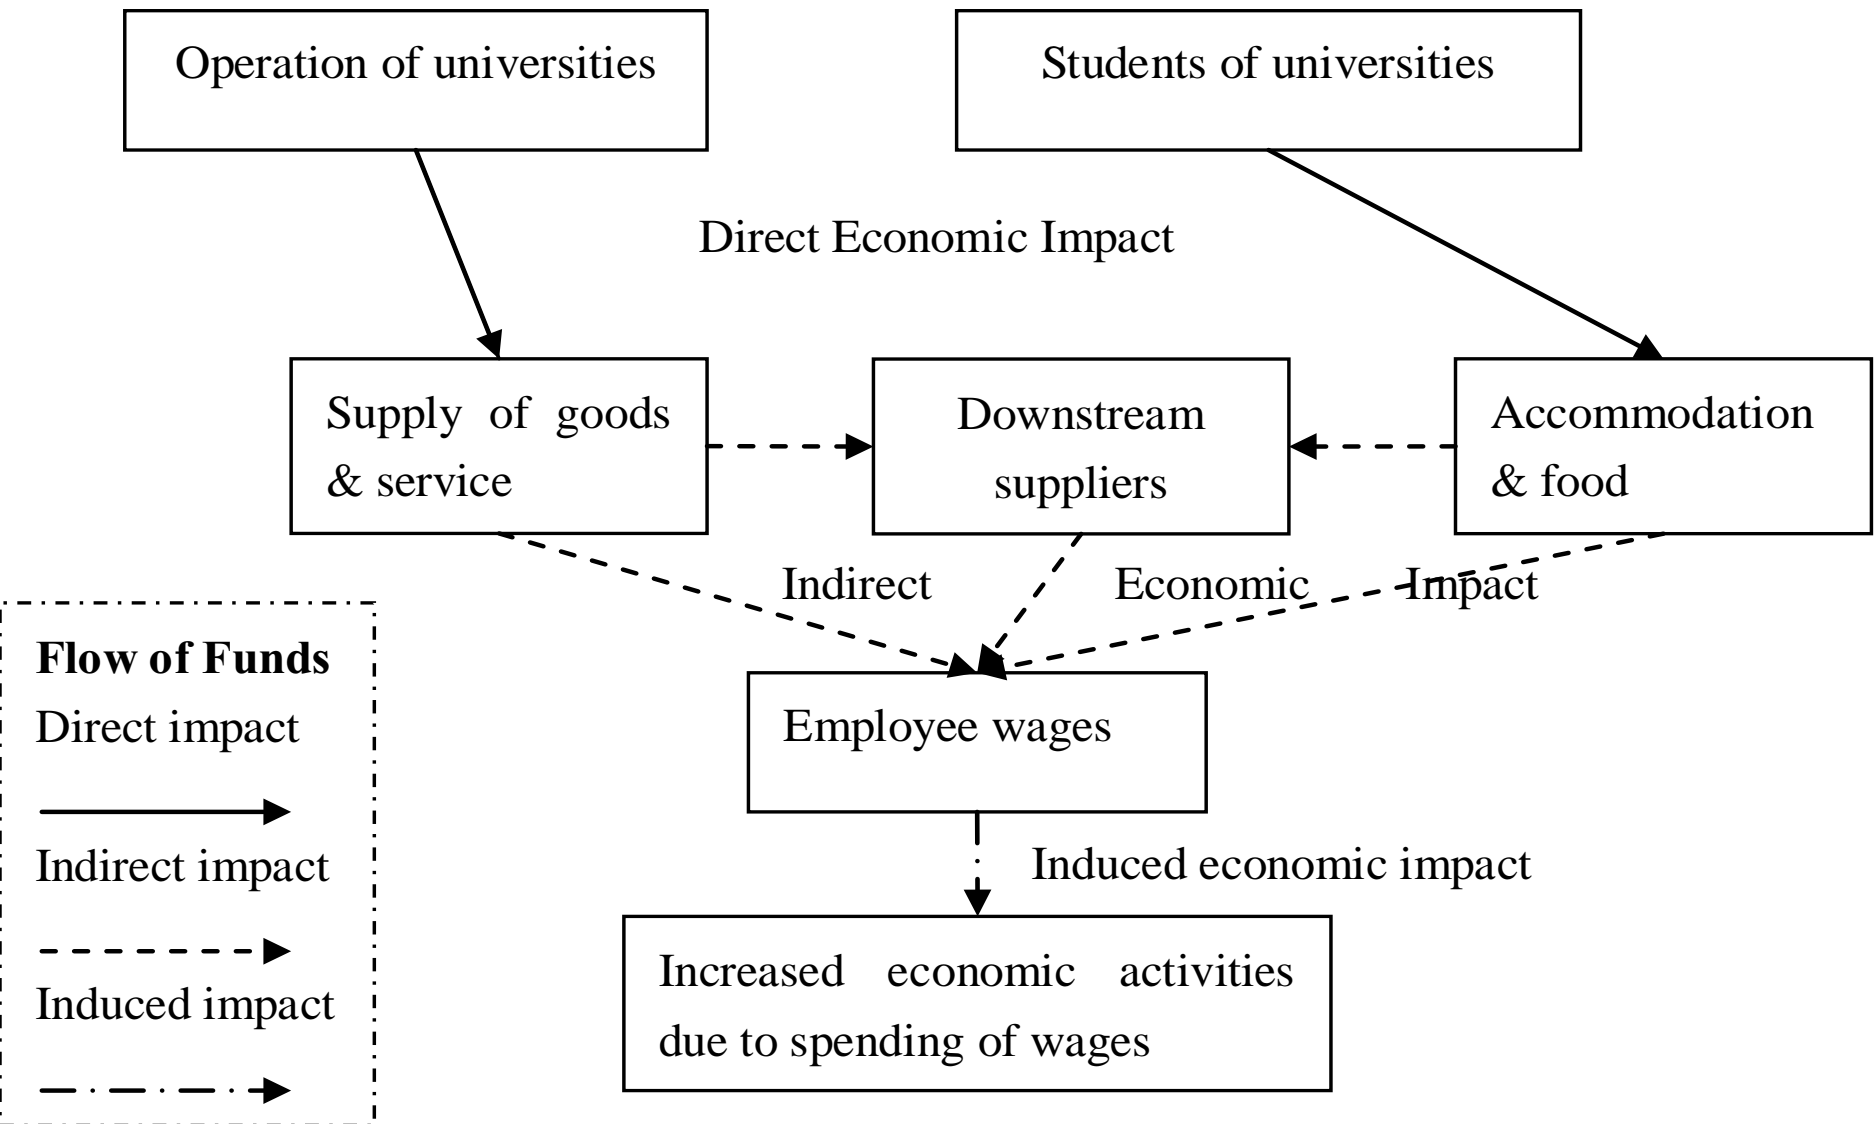 Operation of universities
Students of universities
Direct Economic Impact
Supply of goods
& service
Downstream
suppliers
Accommodation
& food
Indirect Economic Impact
Flow of Funds
Direct impact
Indirect impact
Induced impact
Employee wages
Induced economic impact
Increased economic activities
due to spending of wages